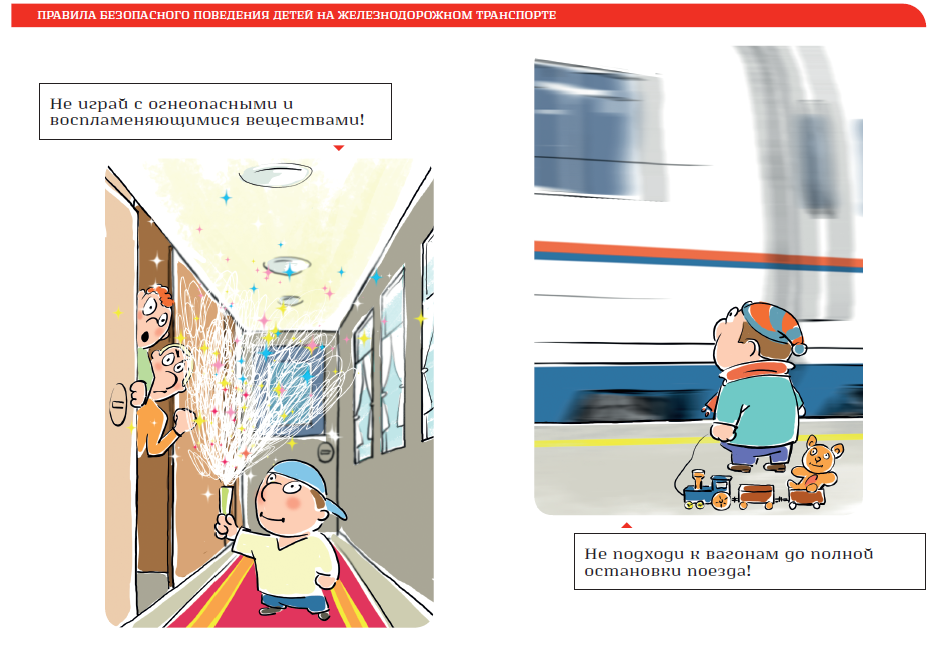 ПРАВИЛА БЕЗОПАСНОГО ПОВЕДЕНИЯ ДЕТЕЙ НА ЖЕЛЕЗНОДОРОЖНОМ ТРАНСПОРТЕ
Не играй с огнеопасными и
воспламеняющимися веществами!
Не подходи к вагонам до полной
остановки поезда!